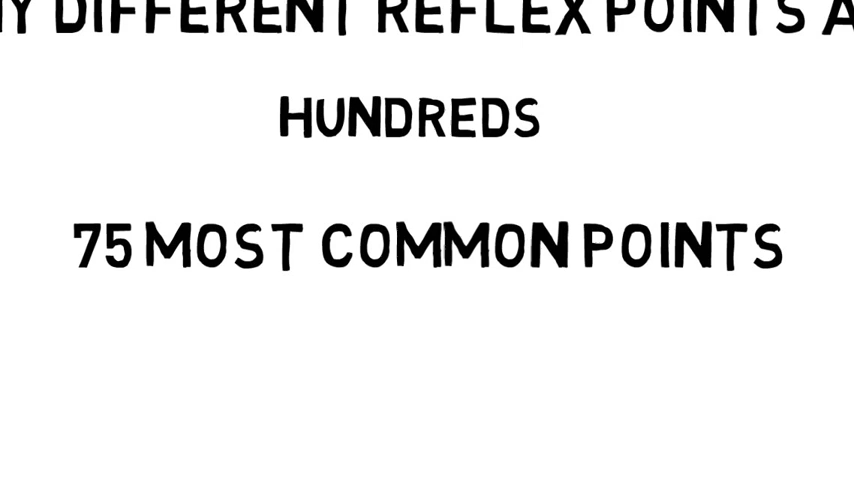 DIFFERENT REFLEX POINTS
HUNDREDS
75 MOST COMMON POINTS